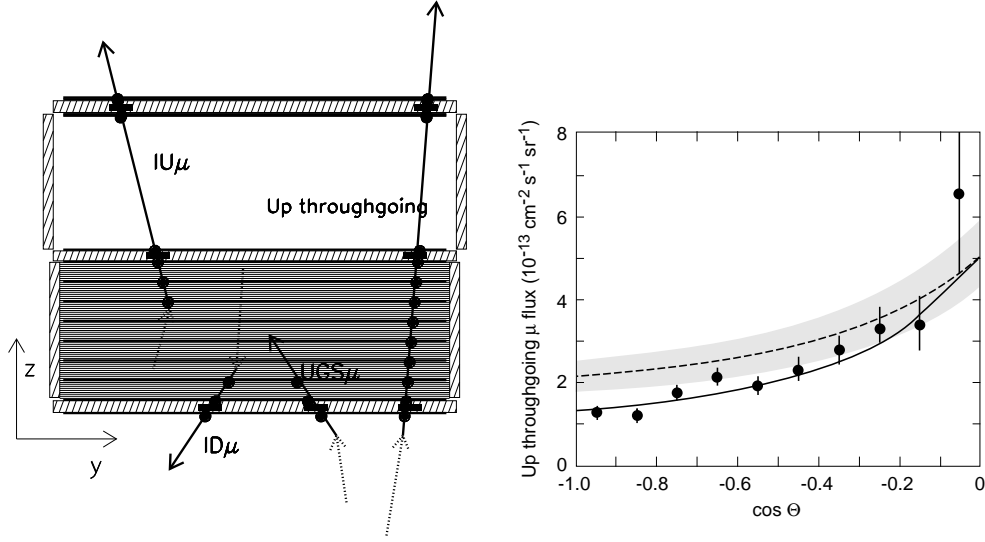 IUμ
Up throughgoing
UGSμ
IDμ
z
y
Up throughgoing μ flux (10⁻¹³ cm⁻² s⁻¹ sr⁻¹)
8
6
4
2
0
-1.0 -0.8 -0.6 -0.4 -0.2 0
cos Θ